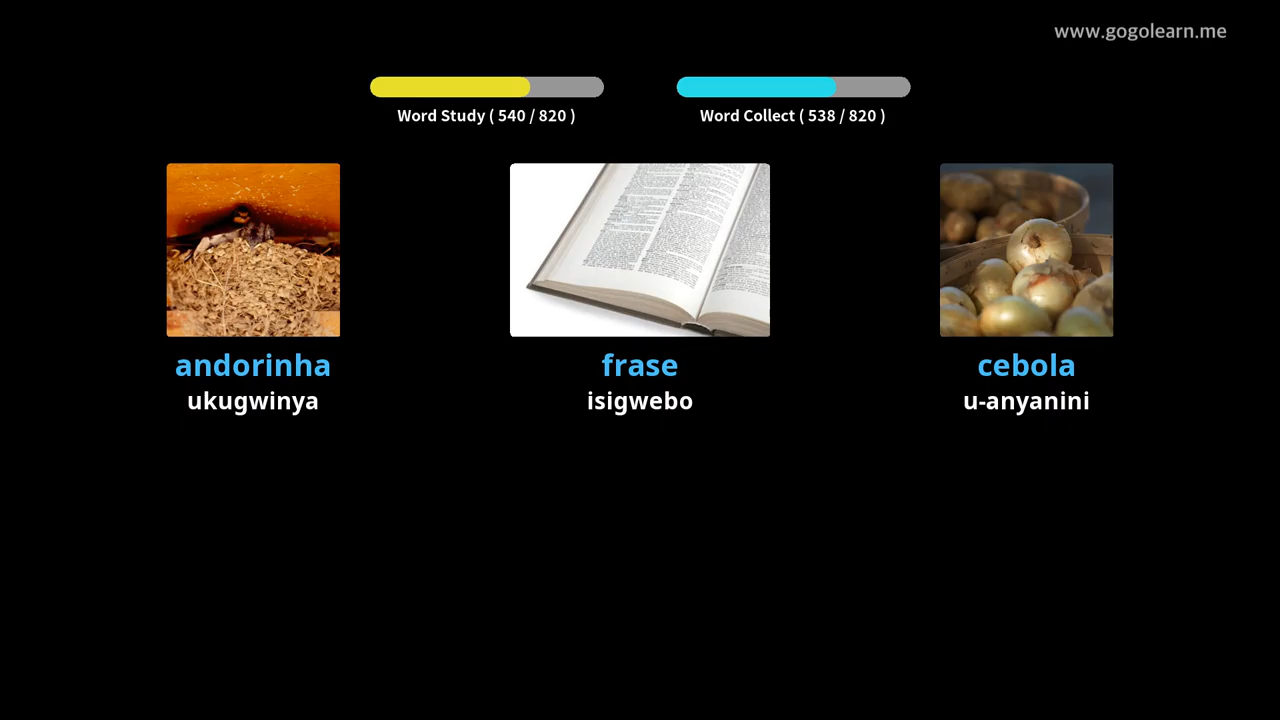 www.gogolearn.me
Word Study ( 540 / 820 )
Word Collect ( 538 / 820 )
andorinha
ukugwinya
frase
isigwebo
cebola
u-anyanini